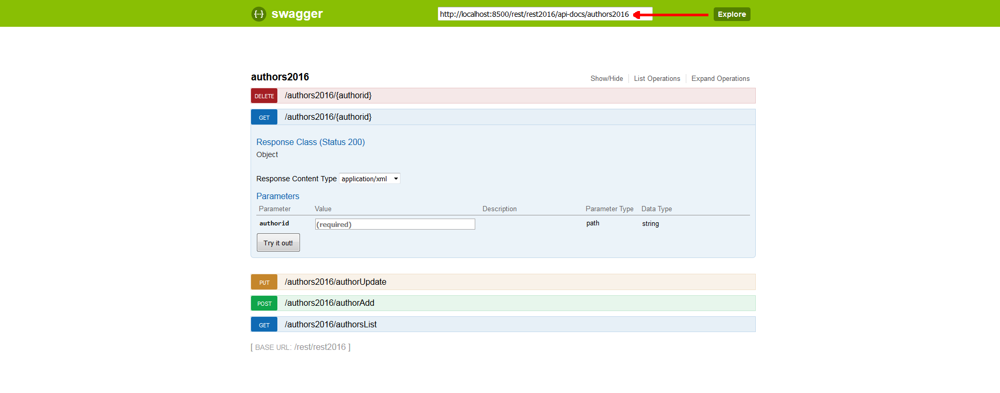 {···} swagger http://localhost:8500/rest/rest2016/api-docs/authors2016 Explore
authors2016 Show/Hide List Operations Expand Operations
DELETE /authors2016/{authorid}
GET /authors2016/{authorid}
Response Class (Status 200)
Object
Response Content Type application/xml
Parameters
Parameter Value Description Parameter Type Data Type
authorid (required) path string
Try it out!
PUT /authors2016/authorUpdate
POST /authors2016/authorAdd
GET /authors2016/authorsList
[ BASE URL: /rest/rest2016 ]